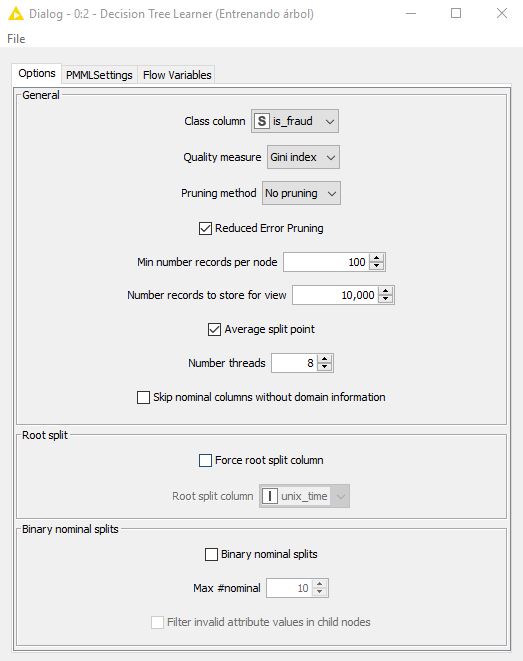 Dialog - 0:2 - Decision Tree Learner (Entrenando árbol)
File
Options PMMLSettings Flow Variables
General
Class column S is_fraud
Quality measure Gini index
Pruning method No pruning
Reduced Error Pruning
Min number records per node 100
Number records to store for view 10,000
Average split point
Number threads 8
Skip nominal columns without domain information
Root split
Force root split column
Root split column I unix_time
Binary nominal splits
Binary nominal splits
Max #nominal 10
Filter invalid attribute values in child nodes